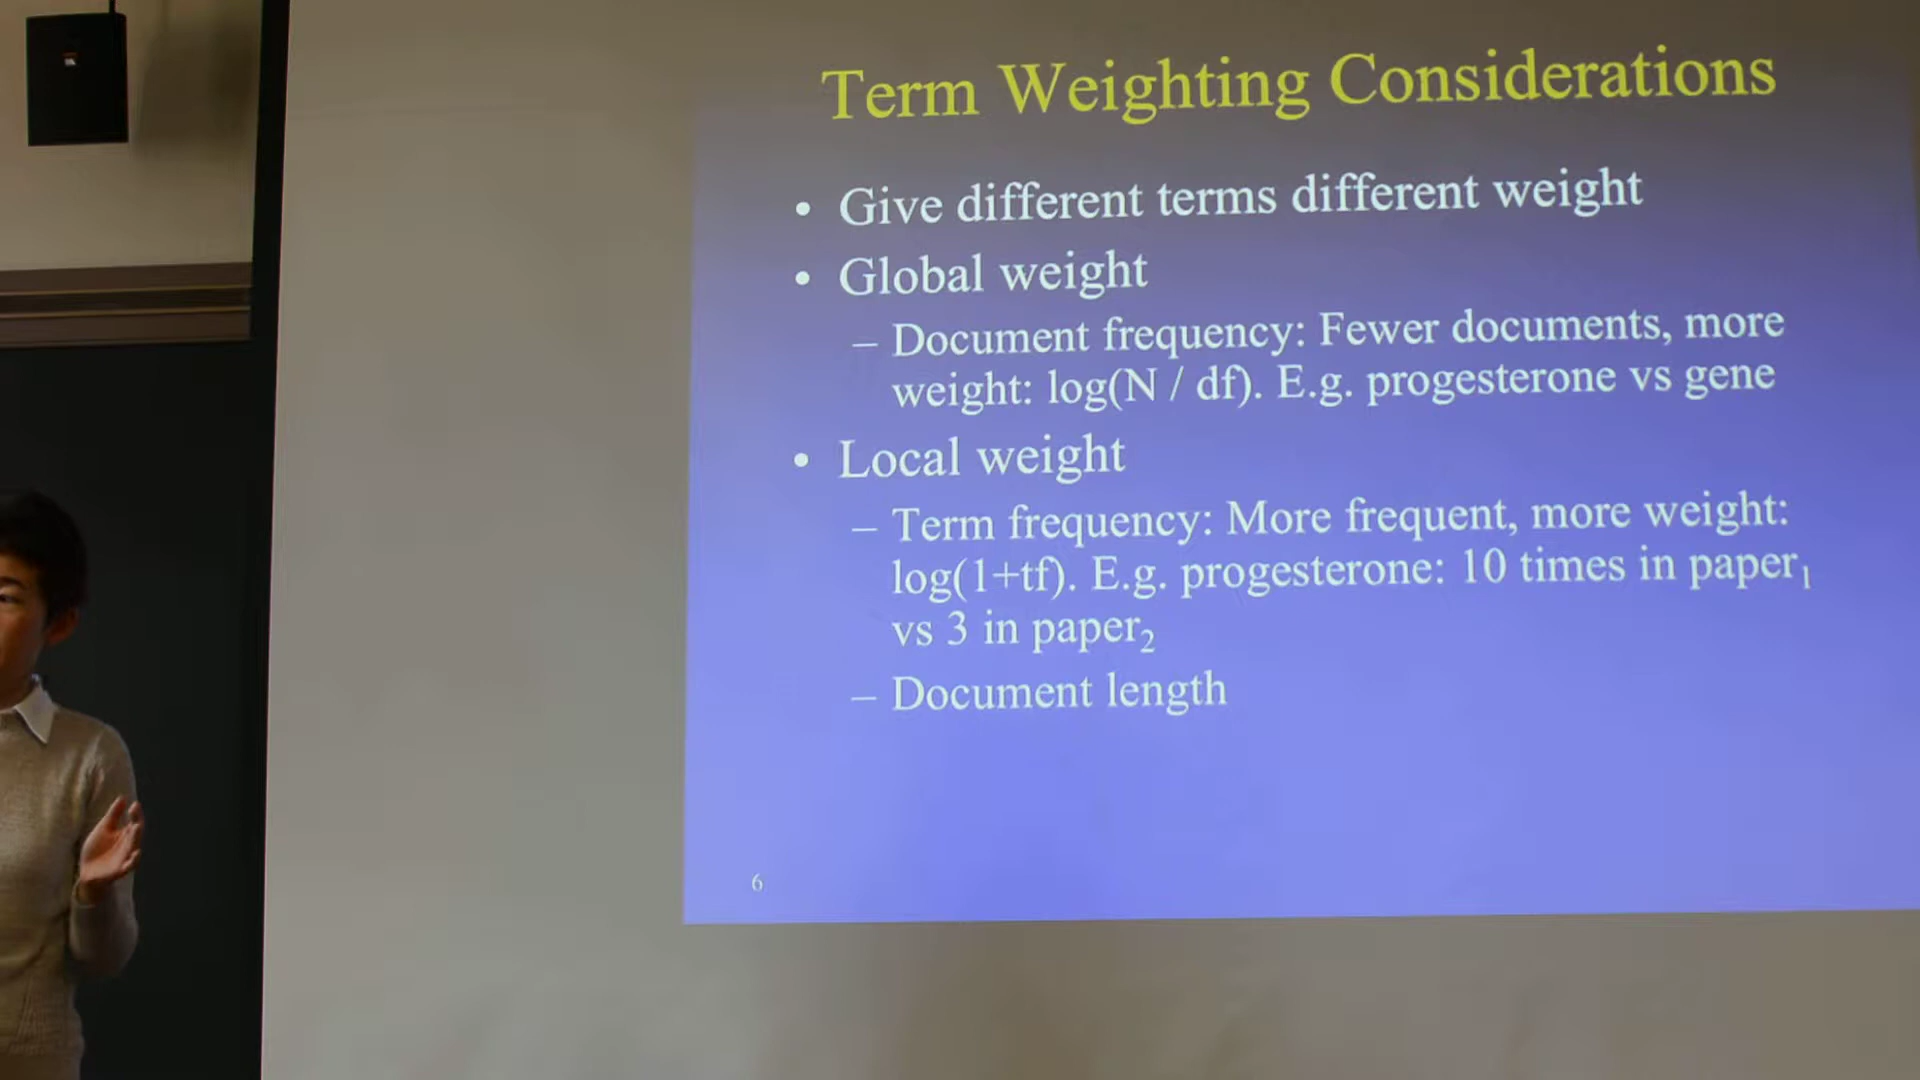 Term Weighting Considerations
• Give different terms different weight
• Global weight
– Document frequency: Fewer documents, more
weight: log(N / df). E.g. progesterone vs gene
• Local weight
– Term frequency: More frequent, more weight:
log(1+tf). E.g. progesterone: 10 times in paper₁
vs 3 in paper₂
– Document length
6